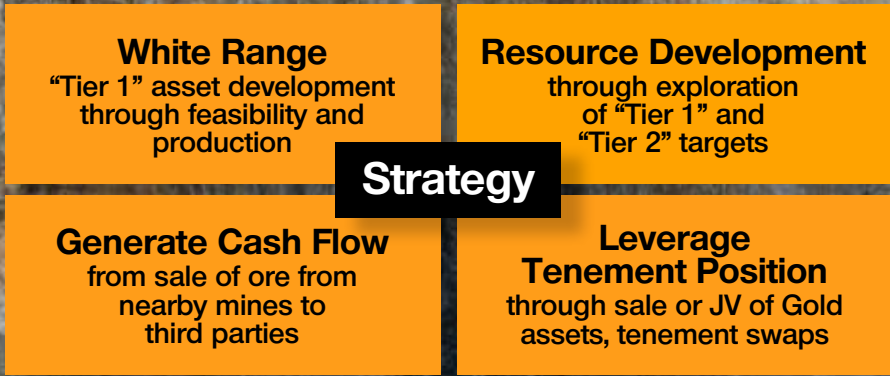 White Range
“Tier 1” asset development
through feasibility and
production
Resource Development
through exploration
of “Tier 1” and
“Tier 2” targets
Strategy
Generate Cash Flow
from sale of ore from
nearby mines to
third parties
Leverage
Tenement Position
through sale or JV of Gold
assets, tenement swaps